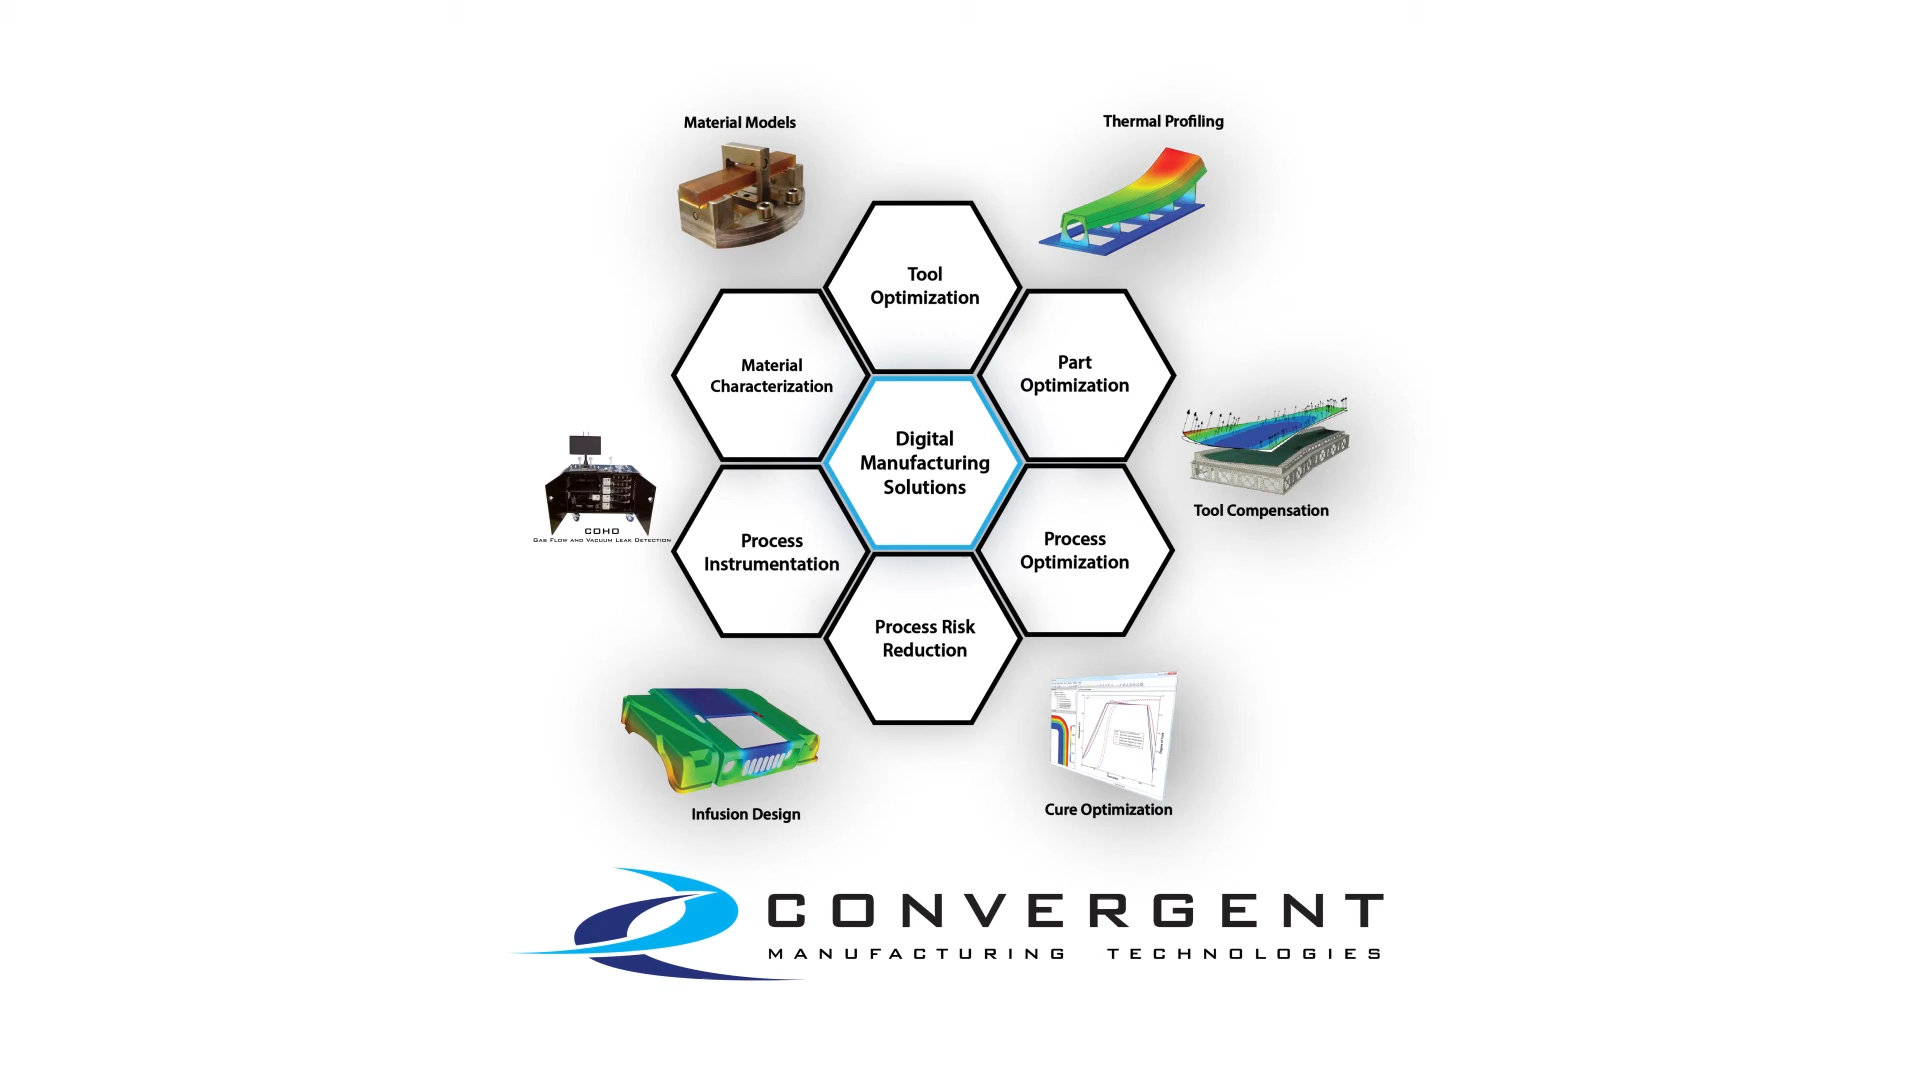 Material Models
Thermal Profiling
Tool
Optimization
Material
Characterization
Part
Optimization
Digital
Manufacturing
Solutions
Tool Compensation
COHO
Gas Flow and Vacuum Leak Detection
Process
Instrumentation
Process
Optimization
Process Risk
Reduction
Infusion Design
Cure Optimization
CONVERGENT
MANUFACTURING TECHNOLOGIES